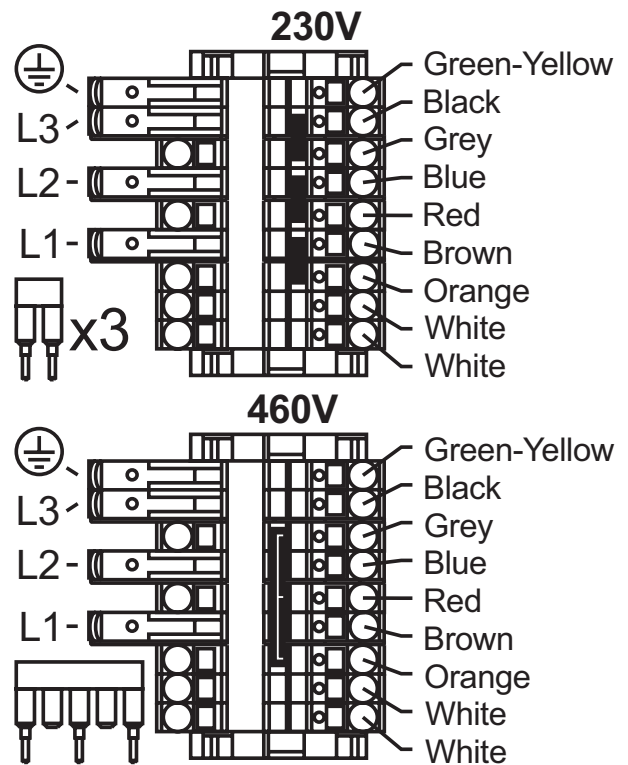 230V
Green-Yellow
L3
Black
Grey
L2
Blue
Red
L1
Brown
Orange
x3
White
White
460V
Green-Yellow
L3
Black
Grey
L2
Blue
Red
L1
Brown
Orange
White
White